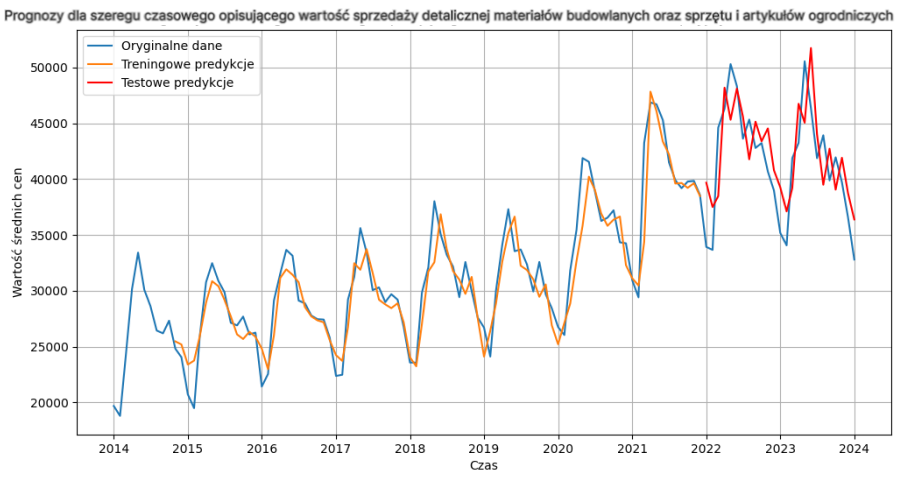 Prognozy dla szeregu czasowego opisującego wartość sprzedaży detalicznej materiałów budowlanych oraz sprzętu i artykułów ogrodniczych
Oryginalne dane
Treningowe predykcje
Testowe predykcje
50000
45000
40000
35000
30000
25000
20000
Wartość średnich cen
2014 2015 2016 2017 2018 2019 2020 2021 2022 2023 2024
Czas